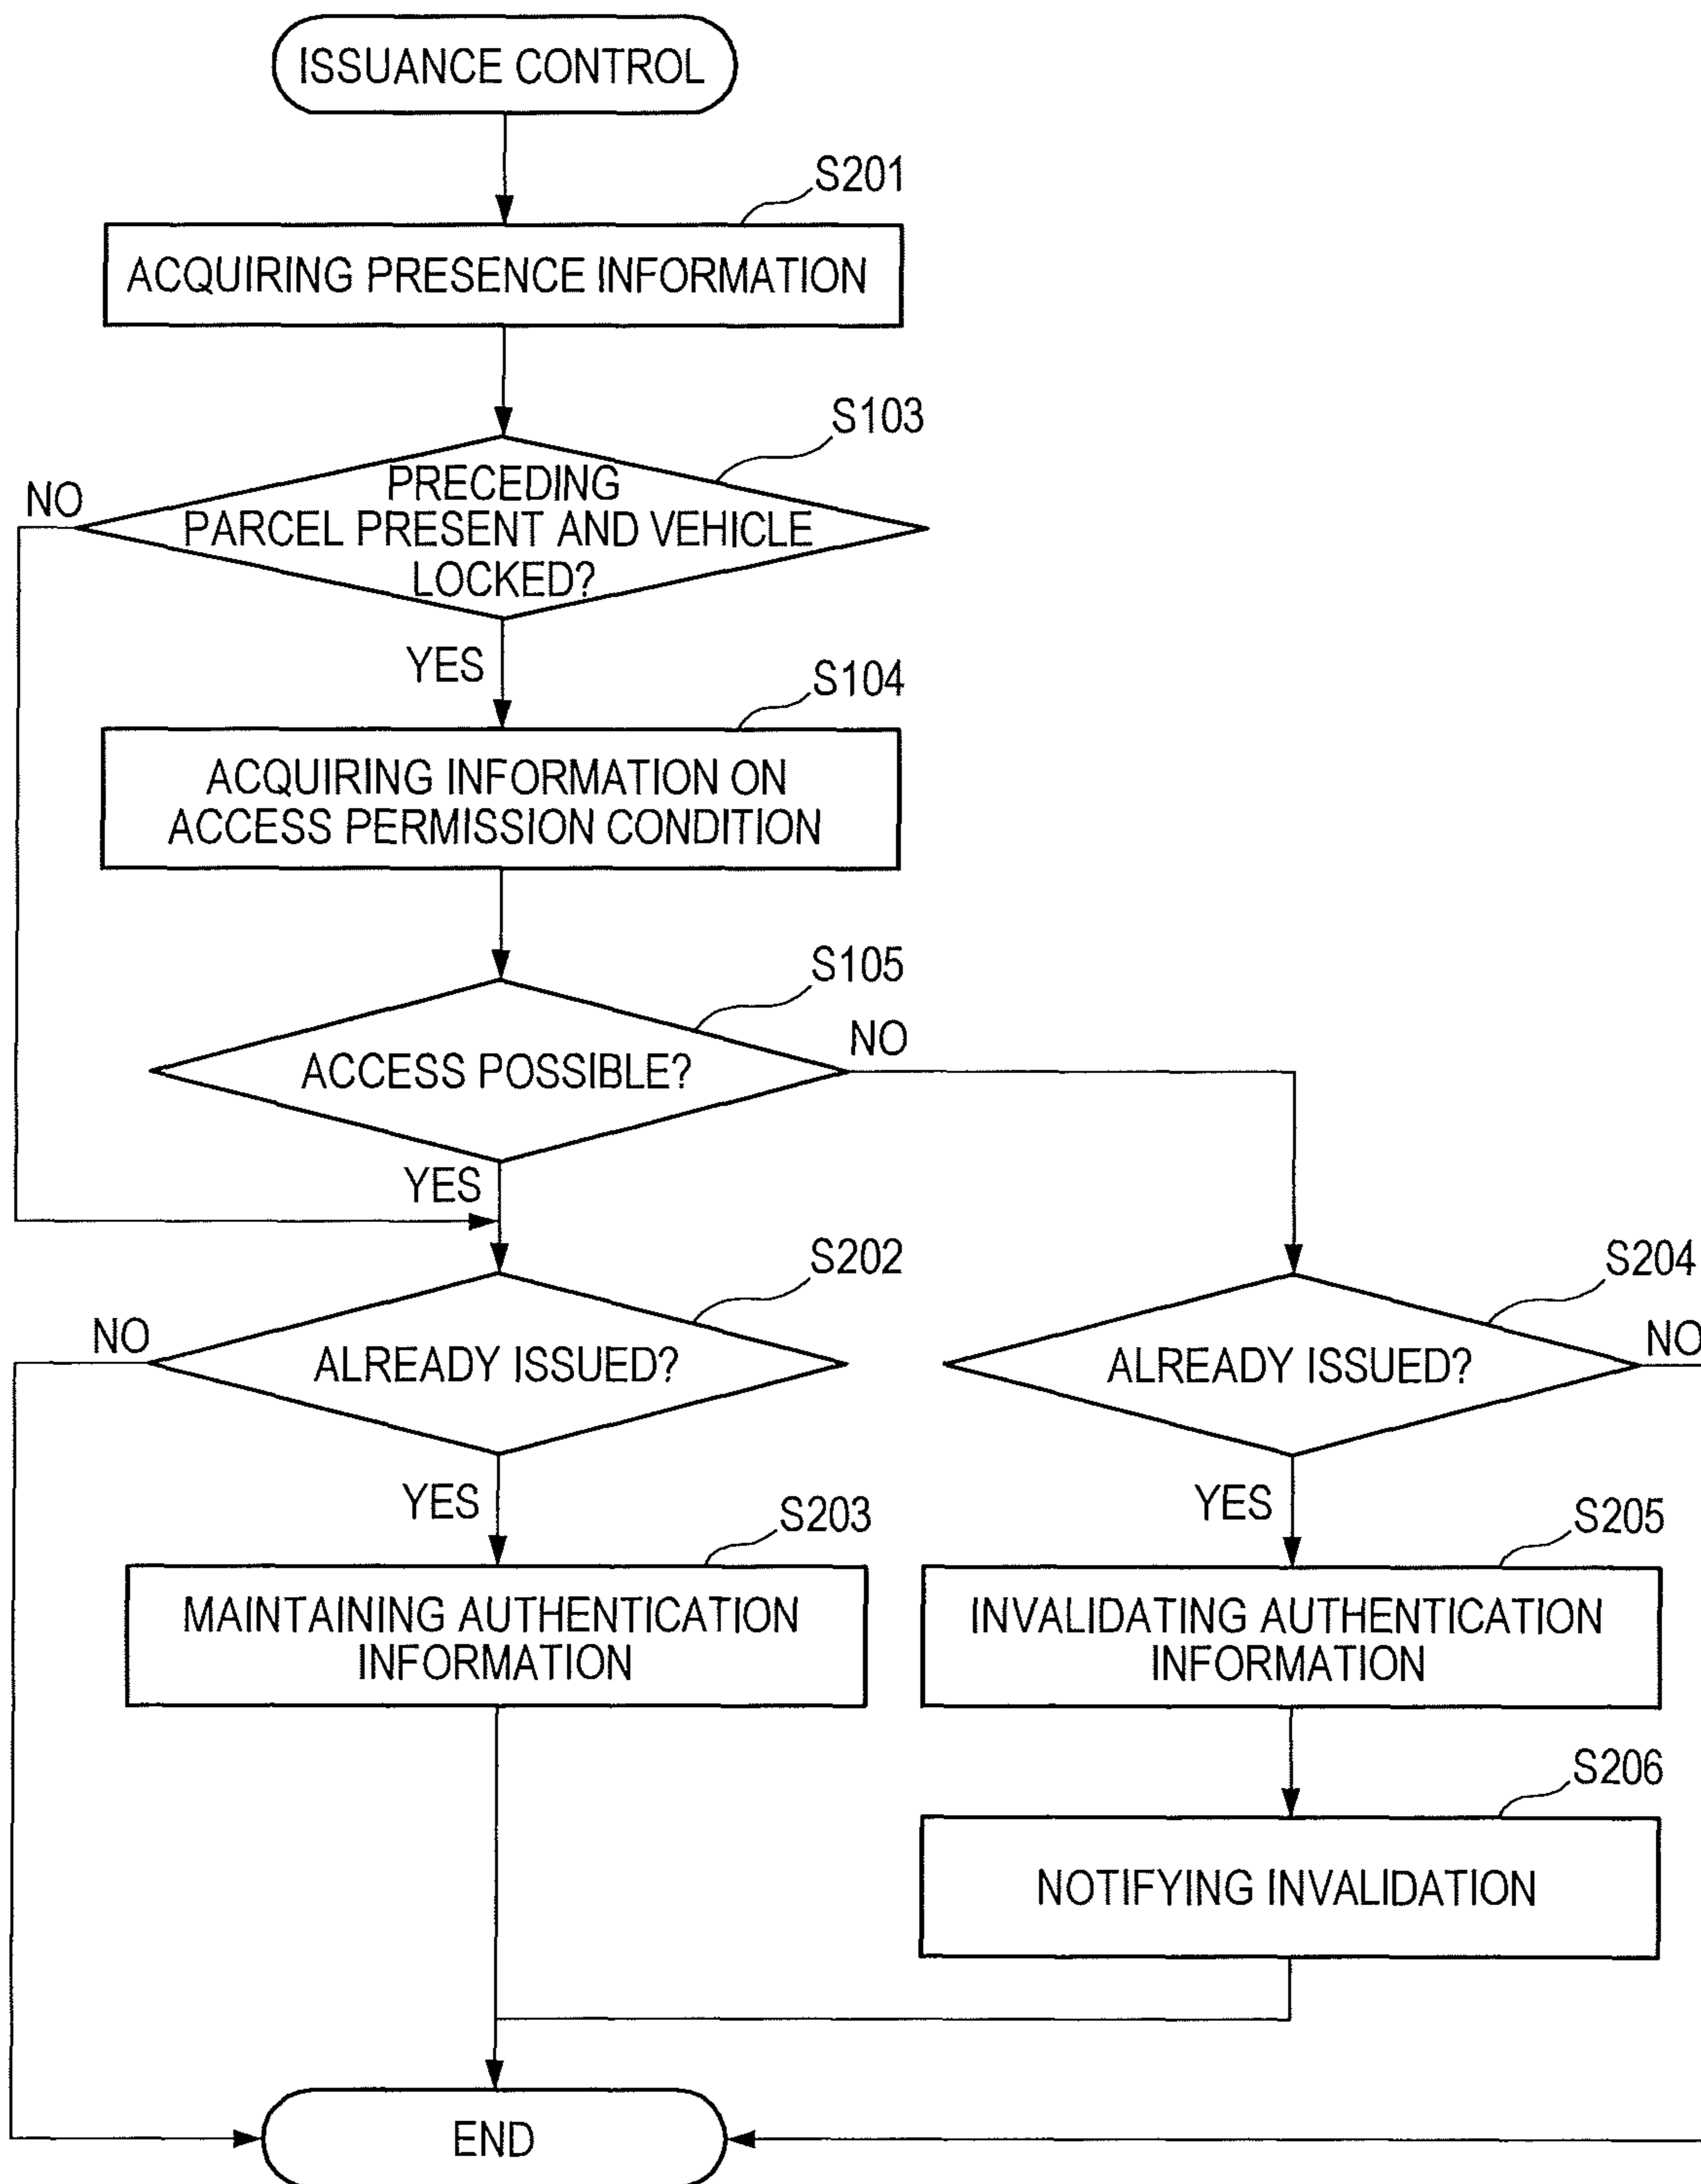 ISSUANCE CONTROL
S201
ACQUIRING PRESENCE INFORMATION
S103
PRECEDING
PARCEL PRESENT AND VEHICLE
LOCKED?
NO
YES
S104
ACQUIRING INFORMATION ON
ACCESS PERMISSION CONDITION
S105
ACCESS POSSIBLE?
NO
YES
S202
ALREADY ISSUED?
NO
YES
S203
MAINTAINING AUTHENTICATION
INFORMATION
S204
ALREADY ISSUED?
NO
YES
S205
INVALIDATING AUTHENTICATION
INFORMATION
S206
NOTIFYING INVALIDATION
END